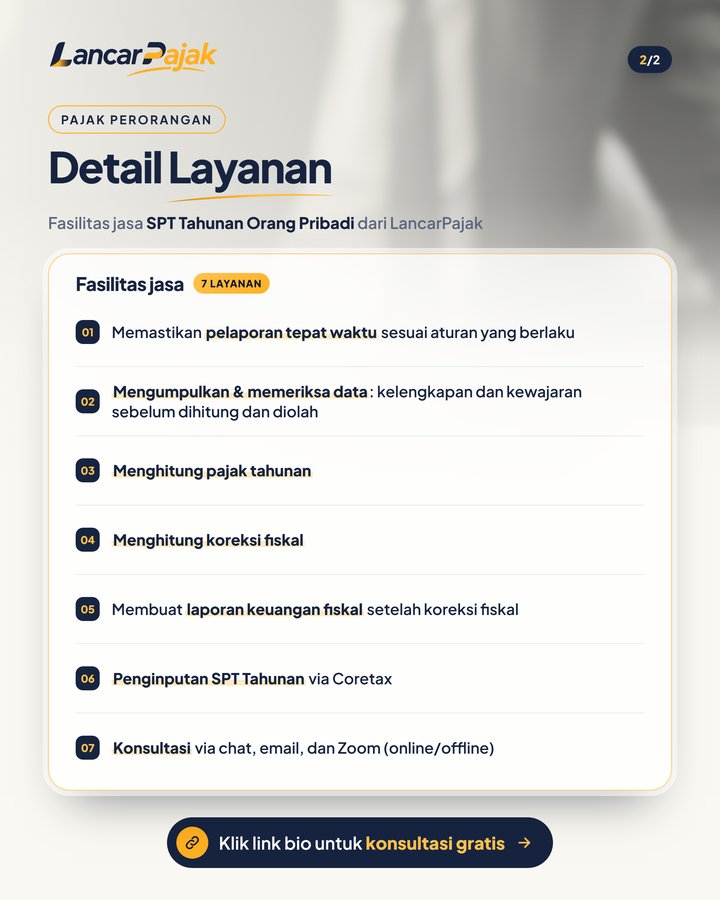 LancarPajak
2/2
PAJAK PERORANGAN
Detail Layanan
Fasilitas jasa SPT Tahunan Orang Pribadi dari LancarPajak
Fasilitas jasa 7 LAYANAN
01 Memastikan pelaporan tepat waktu sesuai aturan yang berlaku
02 Mengumpulkan & memeriksa data: kelengkapan dan kewajaran
sebelum dihitung dan diolah
03 Menghitung pajak tahunan
04 Menghitung koreksi fiskal
05 Membuat laporan keuangan fiskal setelah koreksi fiskal
06 Penginputan SPT Tahunan via Coretax
07 Konsultasi via chat, email, dan Zoom (online/offline)
Klik link bio untuk konsultasi gratis →